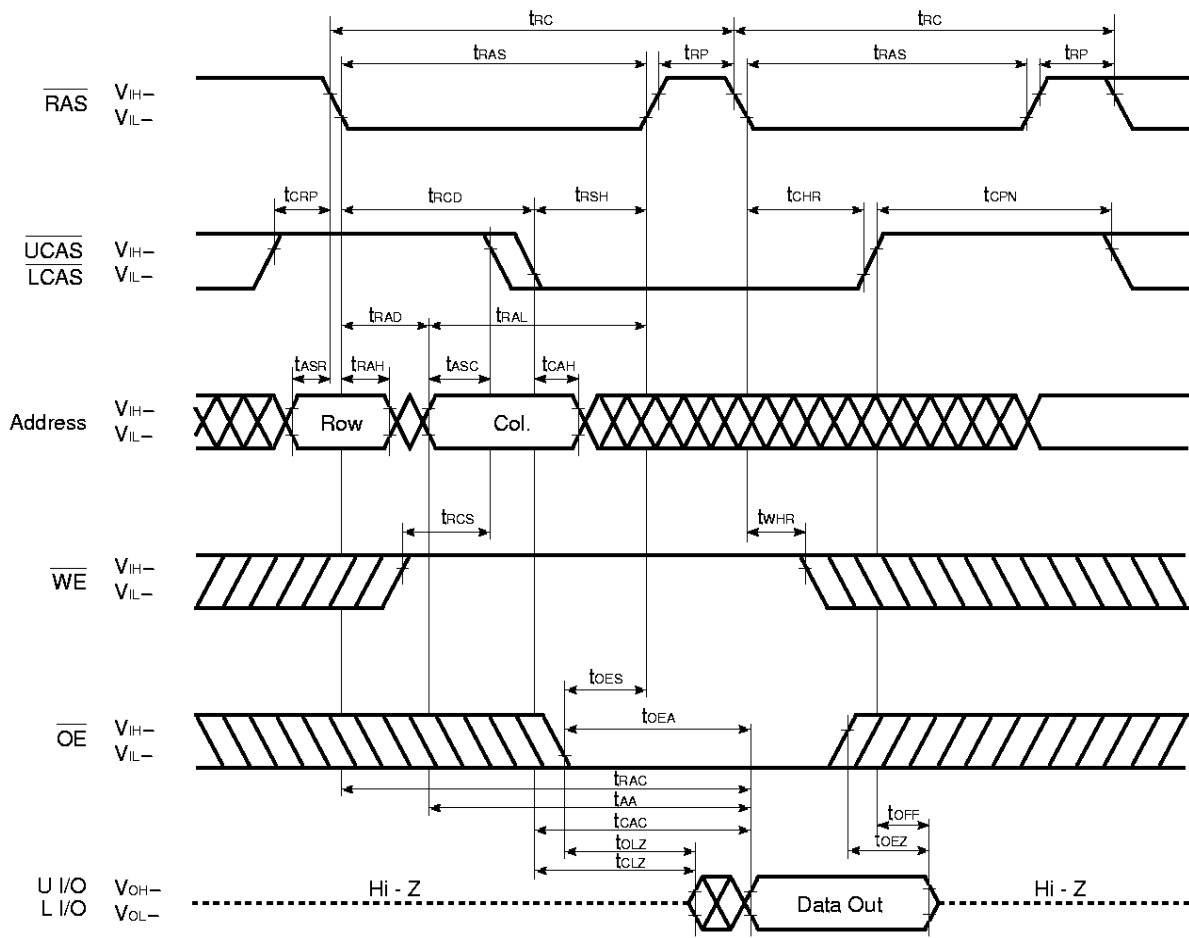 tRC tRC
tRAS tRP tRAS tRP
RAS VIH– VIL–
tCRP tRCD tRSH tCHR tCPN
UCAS VIH–
LCAS VIL–
tRAD tRAL
tASR tRAH tASC tCAH
Address VIH– VIL– Row Col.
tRCS tWHR
WE VIH– VIL–
tOES
tOEA
OE VIH– VIL–
tRAC
tAA
tCAC tOFF
tOLZ tOEZ
tCLZ
U I/O VOH– Hi - Z Data Out Hi - Z
L I/O VOL–